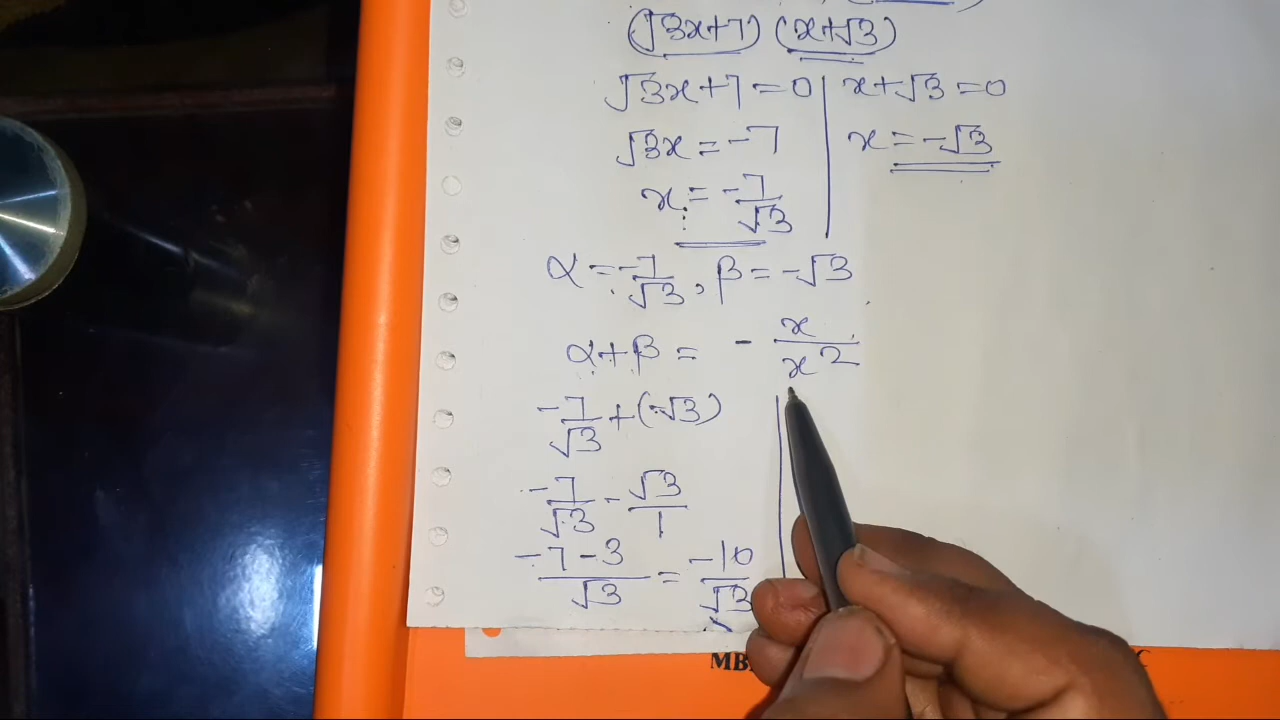 (√3x+7) (x+√3)
√3x+7=0 | x+√3=0
√3x=-7 | x=-√3
x=-7/√3
α=-7/√3, β=-√3
α+β= - x/x²
-7/√3+(-√3)
-7/√3-√3/1
-7-3/√3=-10/√3